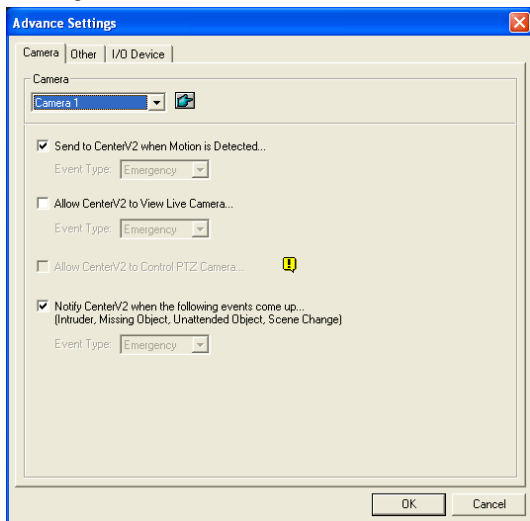 Advance Settings
Camera Other I/O Device
Camera
Camera 1
Send to CenterV2 when Motion is Detected...
Event Type: Emergency
Allow CenterV2 to View Live Camera...
Event Type: Emergency
Allow CenterV2 to Control PTZ Camera...
Notify CenterV2 when the following events come up...
(Intruder, Missing Object, Unattended Object, Scene Change)
Event Type: Emergency
OK Cancel